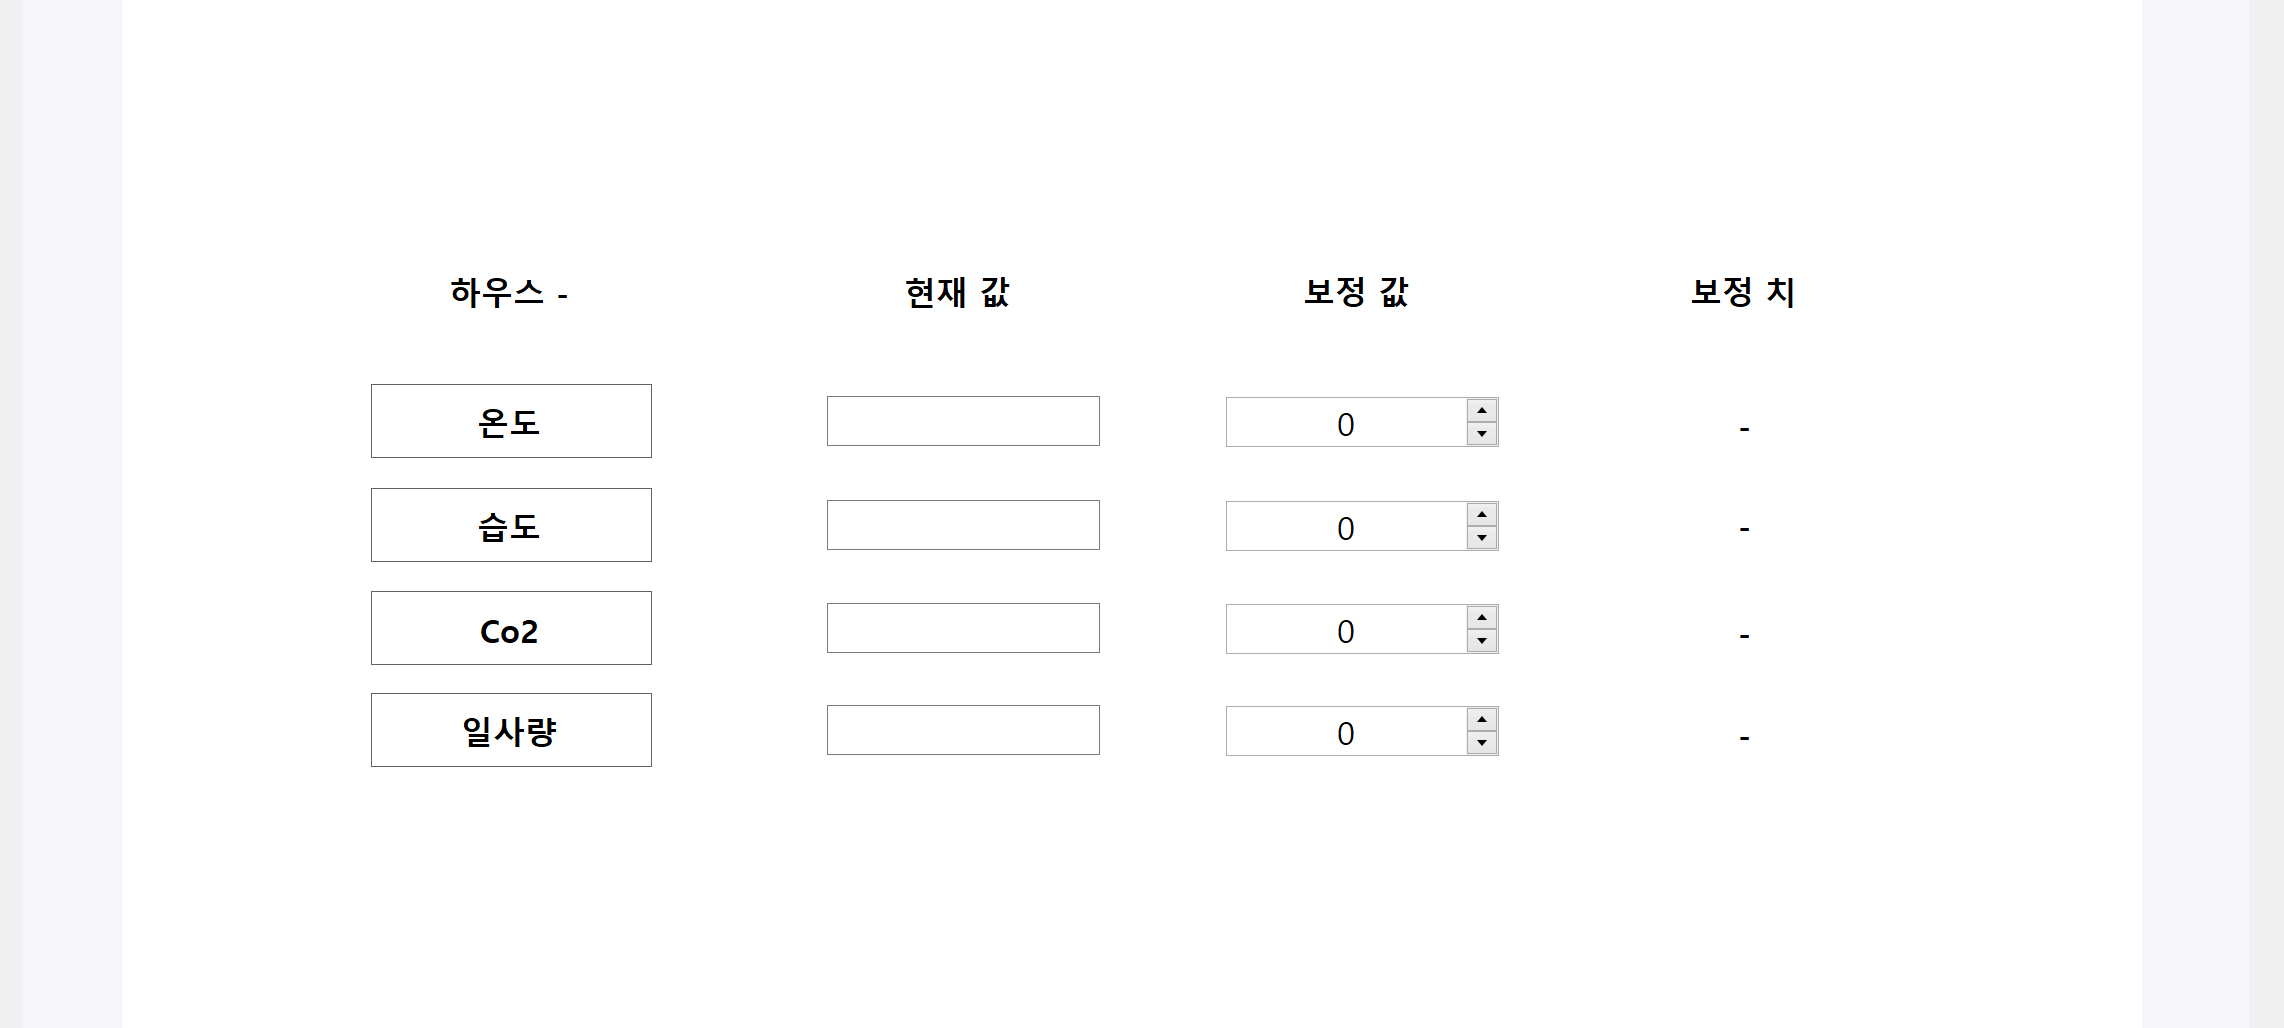 하우스 - 현재 값 보정 값 보정 치
온도 0 -
습도 0 -
Co2 0 -
일사량 0 -